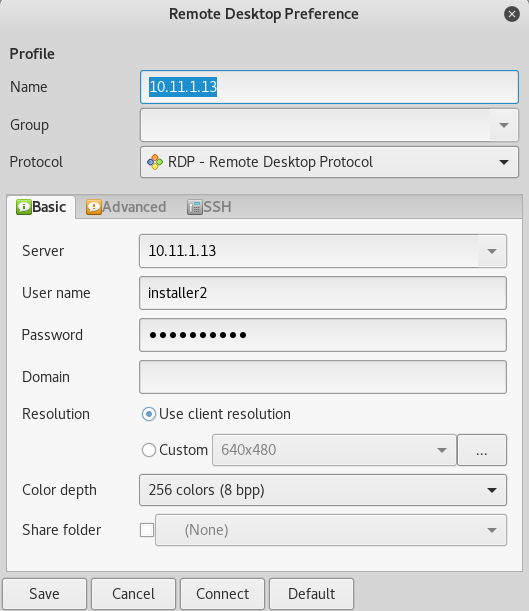 Remote Desktop Preference
Profile
Name 10.11.1.13
Group
Protocol RDP - Remote Desktop Protocol
Basic Advanced SSH
Server 10.11.1.13
User name installer2
Password ●●●●●●●●●●
Domain
Resolution Use client resolution
Custom 640x480 ...
Color depth 256 colors (8 bpp)
Share folder (None)
Save Cancel Connect Default